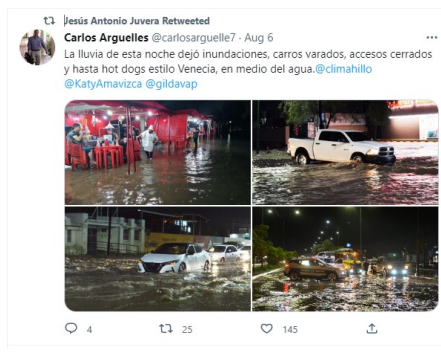 Jesús Antonio Juvera Retweeted
Carlos Arguelles @carlosarguelle7 · Aug 6
La lluvia de esta noche dejó inundaciones, carros varados, accesos cerrados
y hasta hot dogs estilo Venecia, en medio del agua.@climahillo
@KatyAmavizca @gildavap
4 25 145